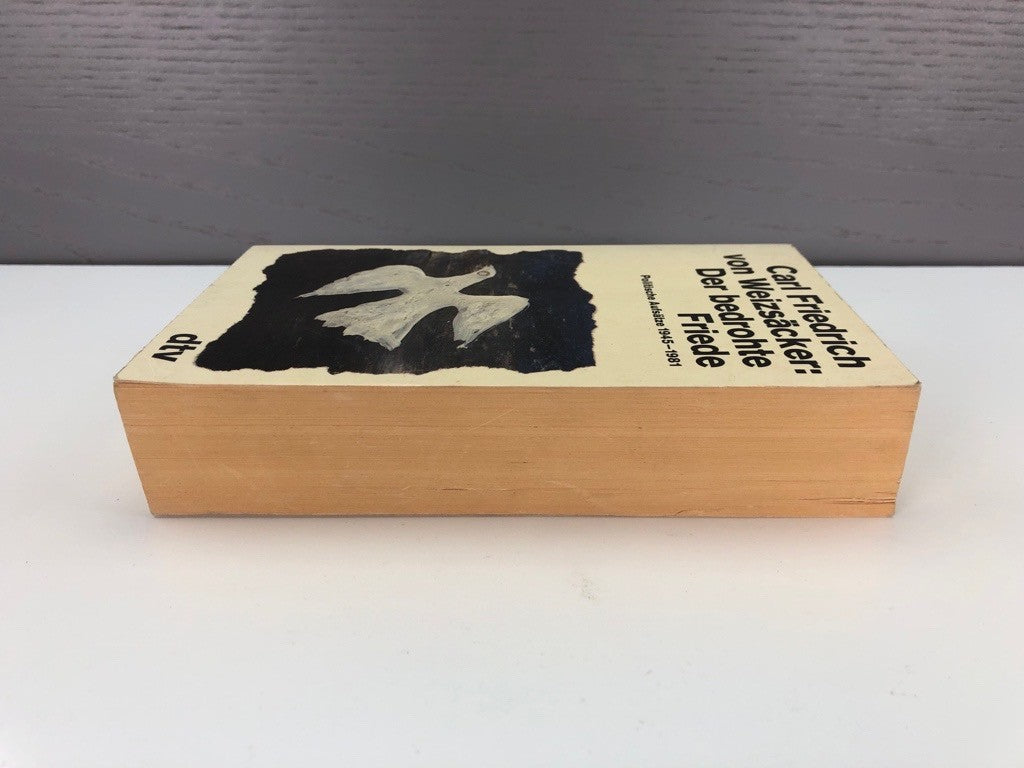 Carl Friedrich
von Weizsäcker:
Der bedrohte
Friede
Politische Aufsätze 1945–1981
dtv